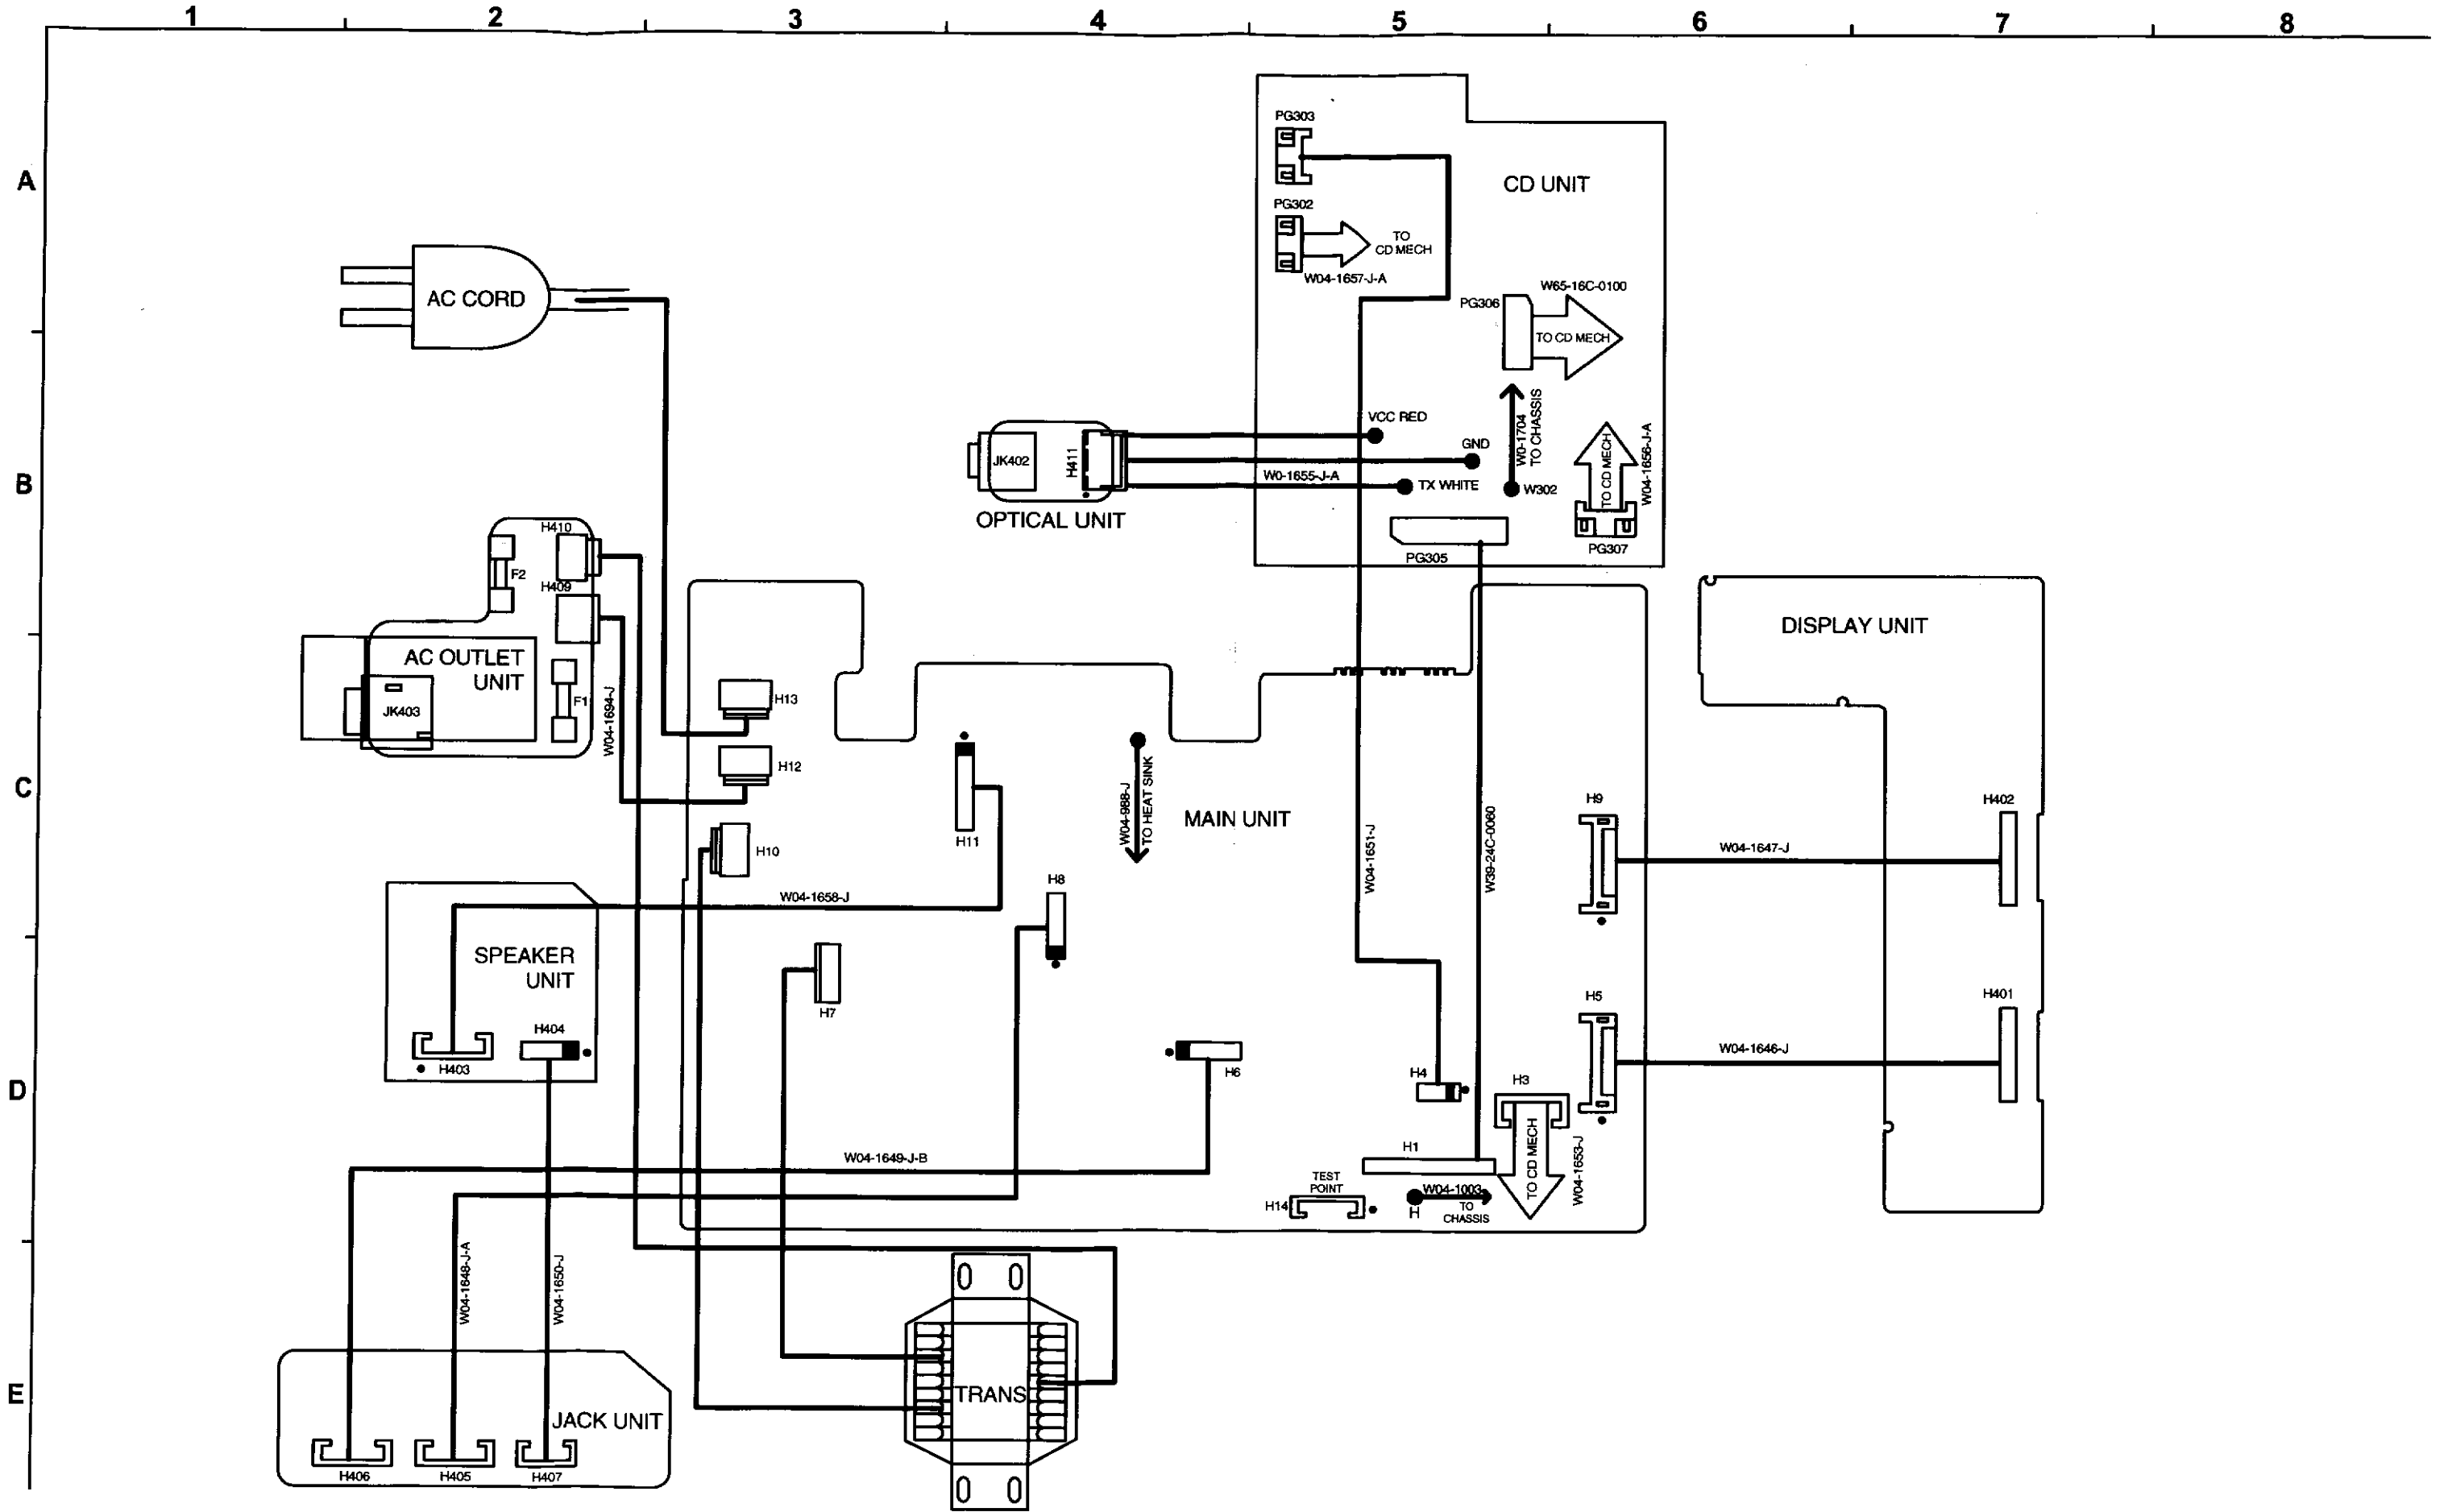 1 2 3 4 5 6 7 8
A
PG303
CD UNIT
PG302
TO
CD MECH
W04-1657-J-A
AC CORD
W65-16C-0100
PG306
TO CD MECH
B
VCC RED
GND
W0-1655-J-A
TX WHITE
W0-1704
TO CHASSIS
W302
TO CD MECH
W04-1656-J-A
PG307
PG305
JK402
H411
OPTICAL UNIT
H410
F2
H409
AC OUTLET
UNIT
JK403
F1
W04-1694-J
DISPLAY UNIT
C
H13
H12
H10
H11
W04-988-J
TO HEAT SINK
MAIN UNIT
W04-1651-J
W39-24C-0060
H9
W04-1647-J
H402
H8
W04-1658-J
SPEAKER
UNIT
H7
H5
H401
H404
H403
D
H6
H4
H3
W04-1646-J
H1
TO CD MECH
W04-1653-J
W04-1649-J-B
TEST
POINT
H14
W04-1003
H
TO
CHASSIS
W04-1648-J-A
W04-1650-J
E
TRANS
JACK UNIT
H406
H405
H407